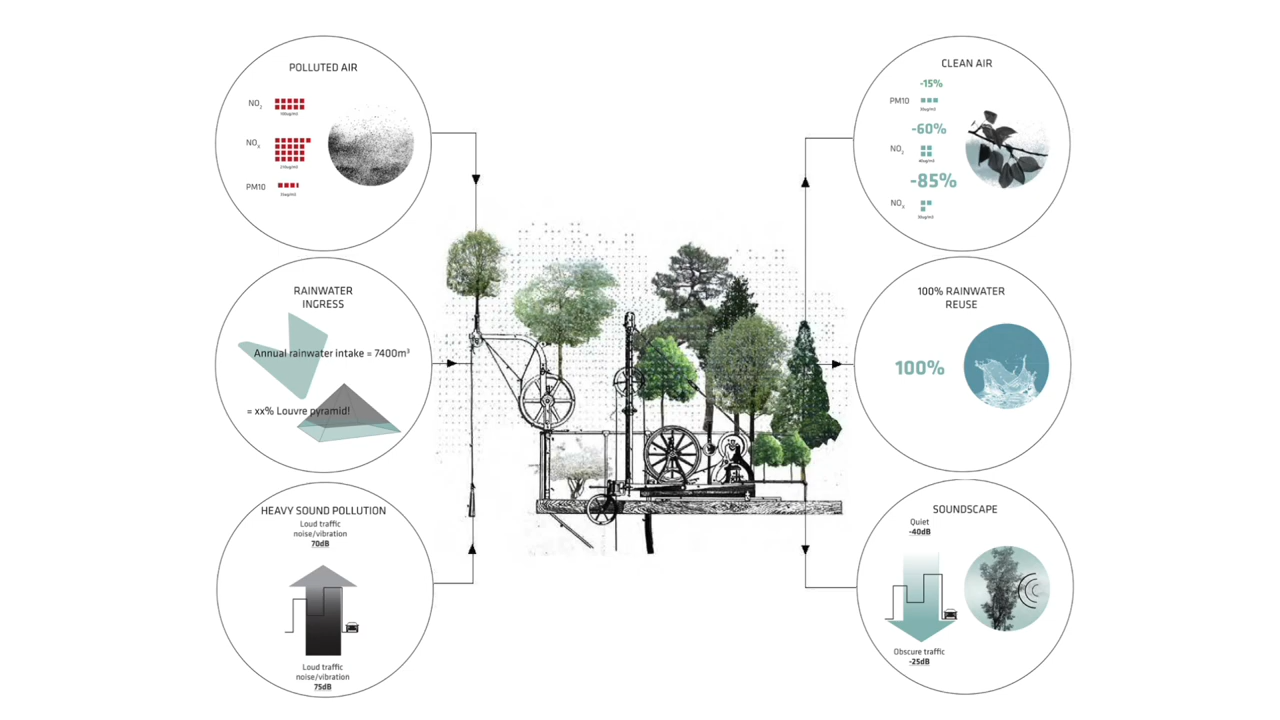 POLLUTED AIR
NO₂
100ug/m3
NOₓ
PM10
RAINWATER
INGRESS
Annual rainwater intake = 7400m³
= xx% Louvre pyramid!
HEAVY SOUND POLLUTION
Loud traffic
noise/vibration
70dB
Loud traffic
noise/vibration
75dB
CLEAN AIR
-15%
PM10
-60%
NO₂
-85%
NOₓ
100% RAINWATER
REUSE
100%
SOUNDSCAPE
Quiet
-40dB
Obscure traffic
-25dB